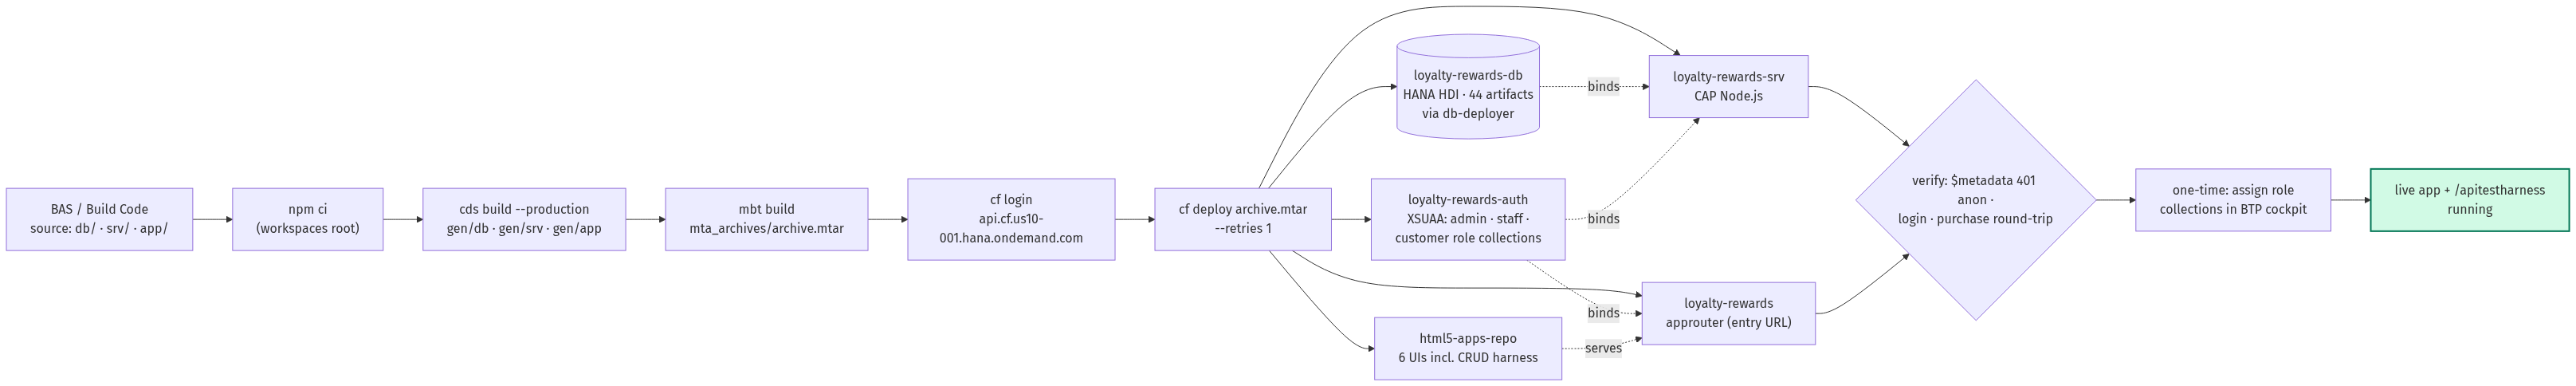 BAS / Build Code
source: db/ · srv/ · app/
npm ci
(workspaces root)
cds build --production
gen/db · gen/srv · gen/app
mbt build
mta_archives/archive.mtar
cf login
api.cf.us10-
001.hana.ondemand.com
cf deploy archive.mtar
--retries 1
loyalty-rewards-db
HANA HDI · 44 artifacts
via db-deployer
binds
loyalty-rewards-srv
CAP Node.js
loyalty-rewards-auth
XSUAA: admin · staff ·
customer role collections
binds
binds
html5-apps-repo
6 UIs incl. CRUD harness
serves
loyalty-rewards
approuter (entry URL)
verify: $metadata 401
anon ·
login · purchase round-trip
one-time: assign role
collections in BTP cockpit
live app + /apitestharness
running